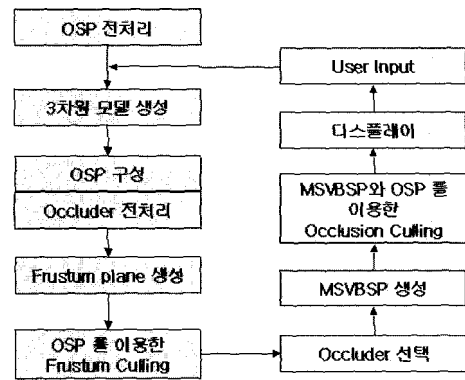 OSP 전처리
3차원 모델 생성
OSP 구성
Occluder 전처리
Frustum plane 생성
OSP 를 이용한
Frustum Culling
Occluder 선택
MSVBSP 생성
MSVBSP와 OSP 를
이용한
Occlusion Culling
디스플레이
User Input